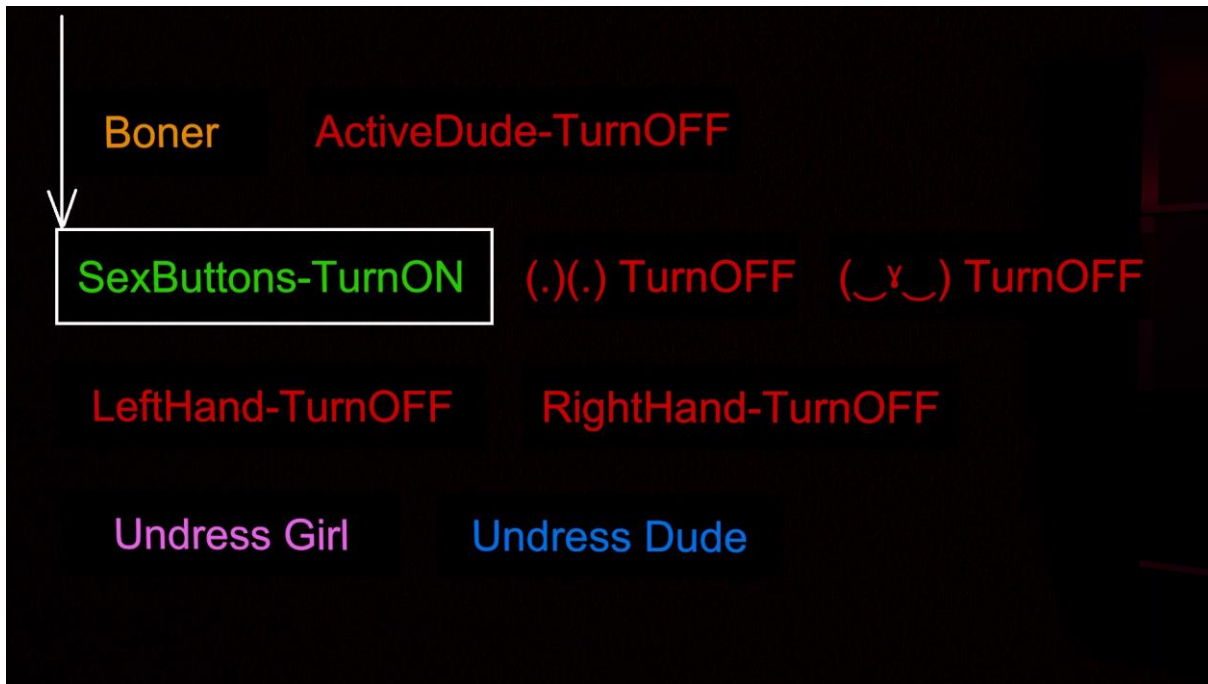 Boner ActiveDude-TurnOFF
SexButtons-TurnON (.)(.) TurnOFF (‿ɤ‿) TurnOFF
LeftHand-TurnOFF RightHand-TurnOFF
Undress Girl Undress Dude